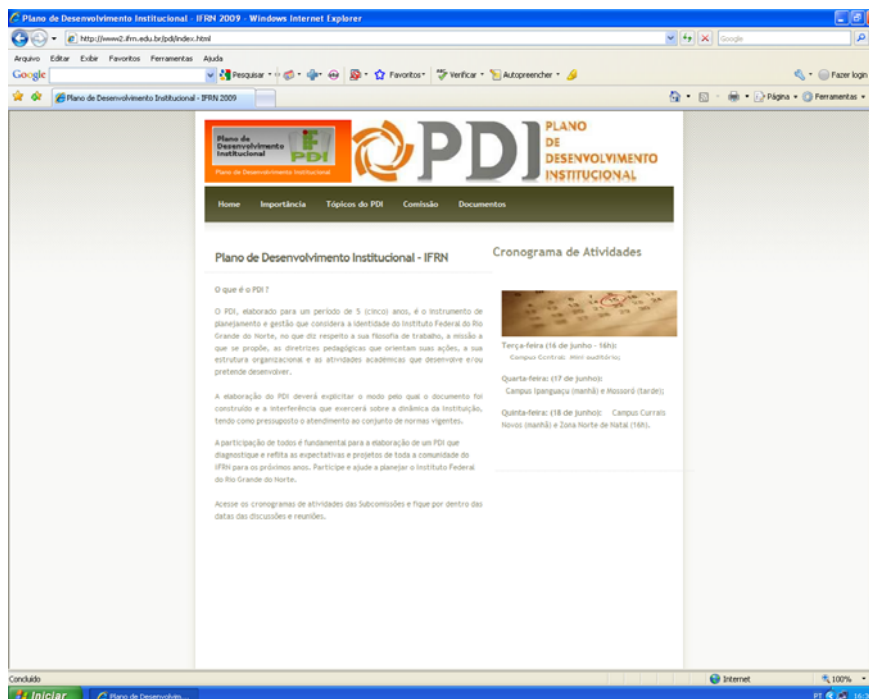 Plano de Desenvolvimento Institucional - IFRN 2009 - Windows Internet Explorer
http://www2.ifrn.edu.br/pdi/index.html
Google
Arquivo Editar Exibir Favoritos Ferramentas Ajuda
Google Pesquisar Favoritos Verificar Autopreencher Fazer login
Plano de Desenvolvimento Institucional - IFRN 2009 Página Ferramentas
Plano de
Desenvolvimento
Institucional
PDI
Plano de Desenvolvimento Institucional
PDI
PLANO
DE
DESENVOLVIMENTO
INSTITUCIONAL
Home Importância Tópicos do PDI Comissão Documentos
Plano de Desenvolvimento Institucional - IFRN
O que é o PDI ?
O PDI, elaborado para um período de 5 (cinco) anos, é o instrumento de
planejamento e gestão que considera a identidade do Instituto Federal do Rio
Grande do Norte, no que diz respeito a sua filosofia de trabalho, a missão a
que se propõe, as diretrizes pedagógicas que orientam suas ações, a sua
estrutura organizacional e as atividades acadêmicas que desenvolve e/ou
pretende desenvolver.
A elaboração do PDI deverá explicitar o modo pelo qual o documento foi
construído e a interferência que exercerá sobre a dinâmica da Instituição,
tendo como pressuposto o atendimento ao conjunto de normas vigentes.
A participação de todos é fundamental para a elaboração de um PDI que
diagnostique e reflita as expectativas e projetos de toda a comunidade do
IFRN para os próximos anos. Participe e ajude a planejar o Instituto Federal
do Rio Grande do Norte.
Acesse os cronogramas de atividades das Subcomissões e fique por dentro das
datas das discussões e reuniões.
Cronograma de Atividades
Terça-feira (16 de junho - 16h):
Campus Central. Mini auditório;
Quarta-feira: (17 de junho):
Campus Ipanguaçu (manhã) e Mossoró (tarde);
Quinta-feira: (18 de junho): Campus Currais
Novos (manhã) e Zona Norte de Natal (16h).
Concluído Internet 100%
Iniciar Plano de Desenvolvim... PT